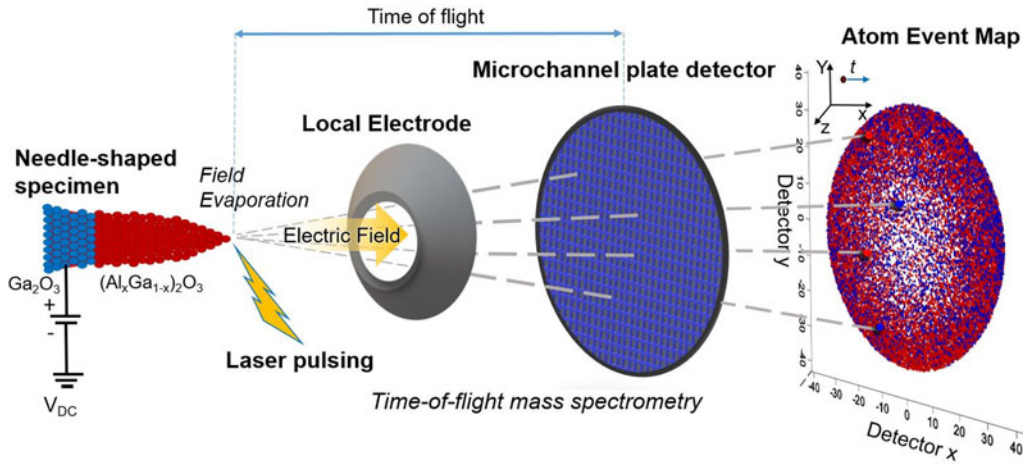 Time of flight
Atom Event Map
Microchannel plate detector
Local Electrode
Needle-shaped
specimen
Field
Evaporation
Electric Field
Ga₂O₃
(AlₓGa₁₋ₓ)₂O₃
+
-
V_DC
Laser pulsing
Time-of-flight mass spectrometry
Y
t
x
z
Detectory
40
30
20
10
0
-10
-20
-30
-40
-40
-30
-20
-10
0
10
20
30
40
Detector x